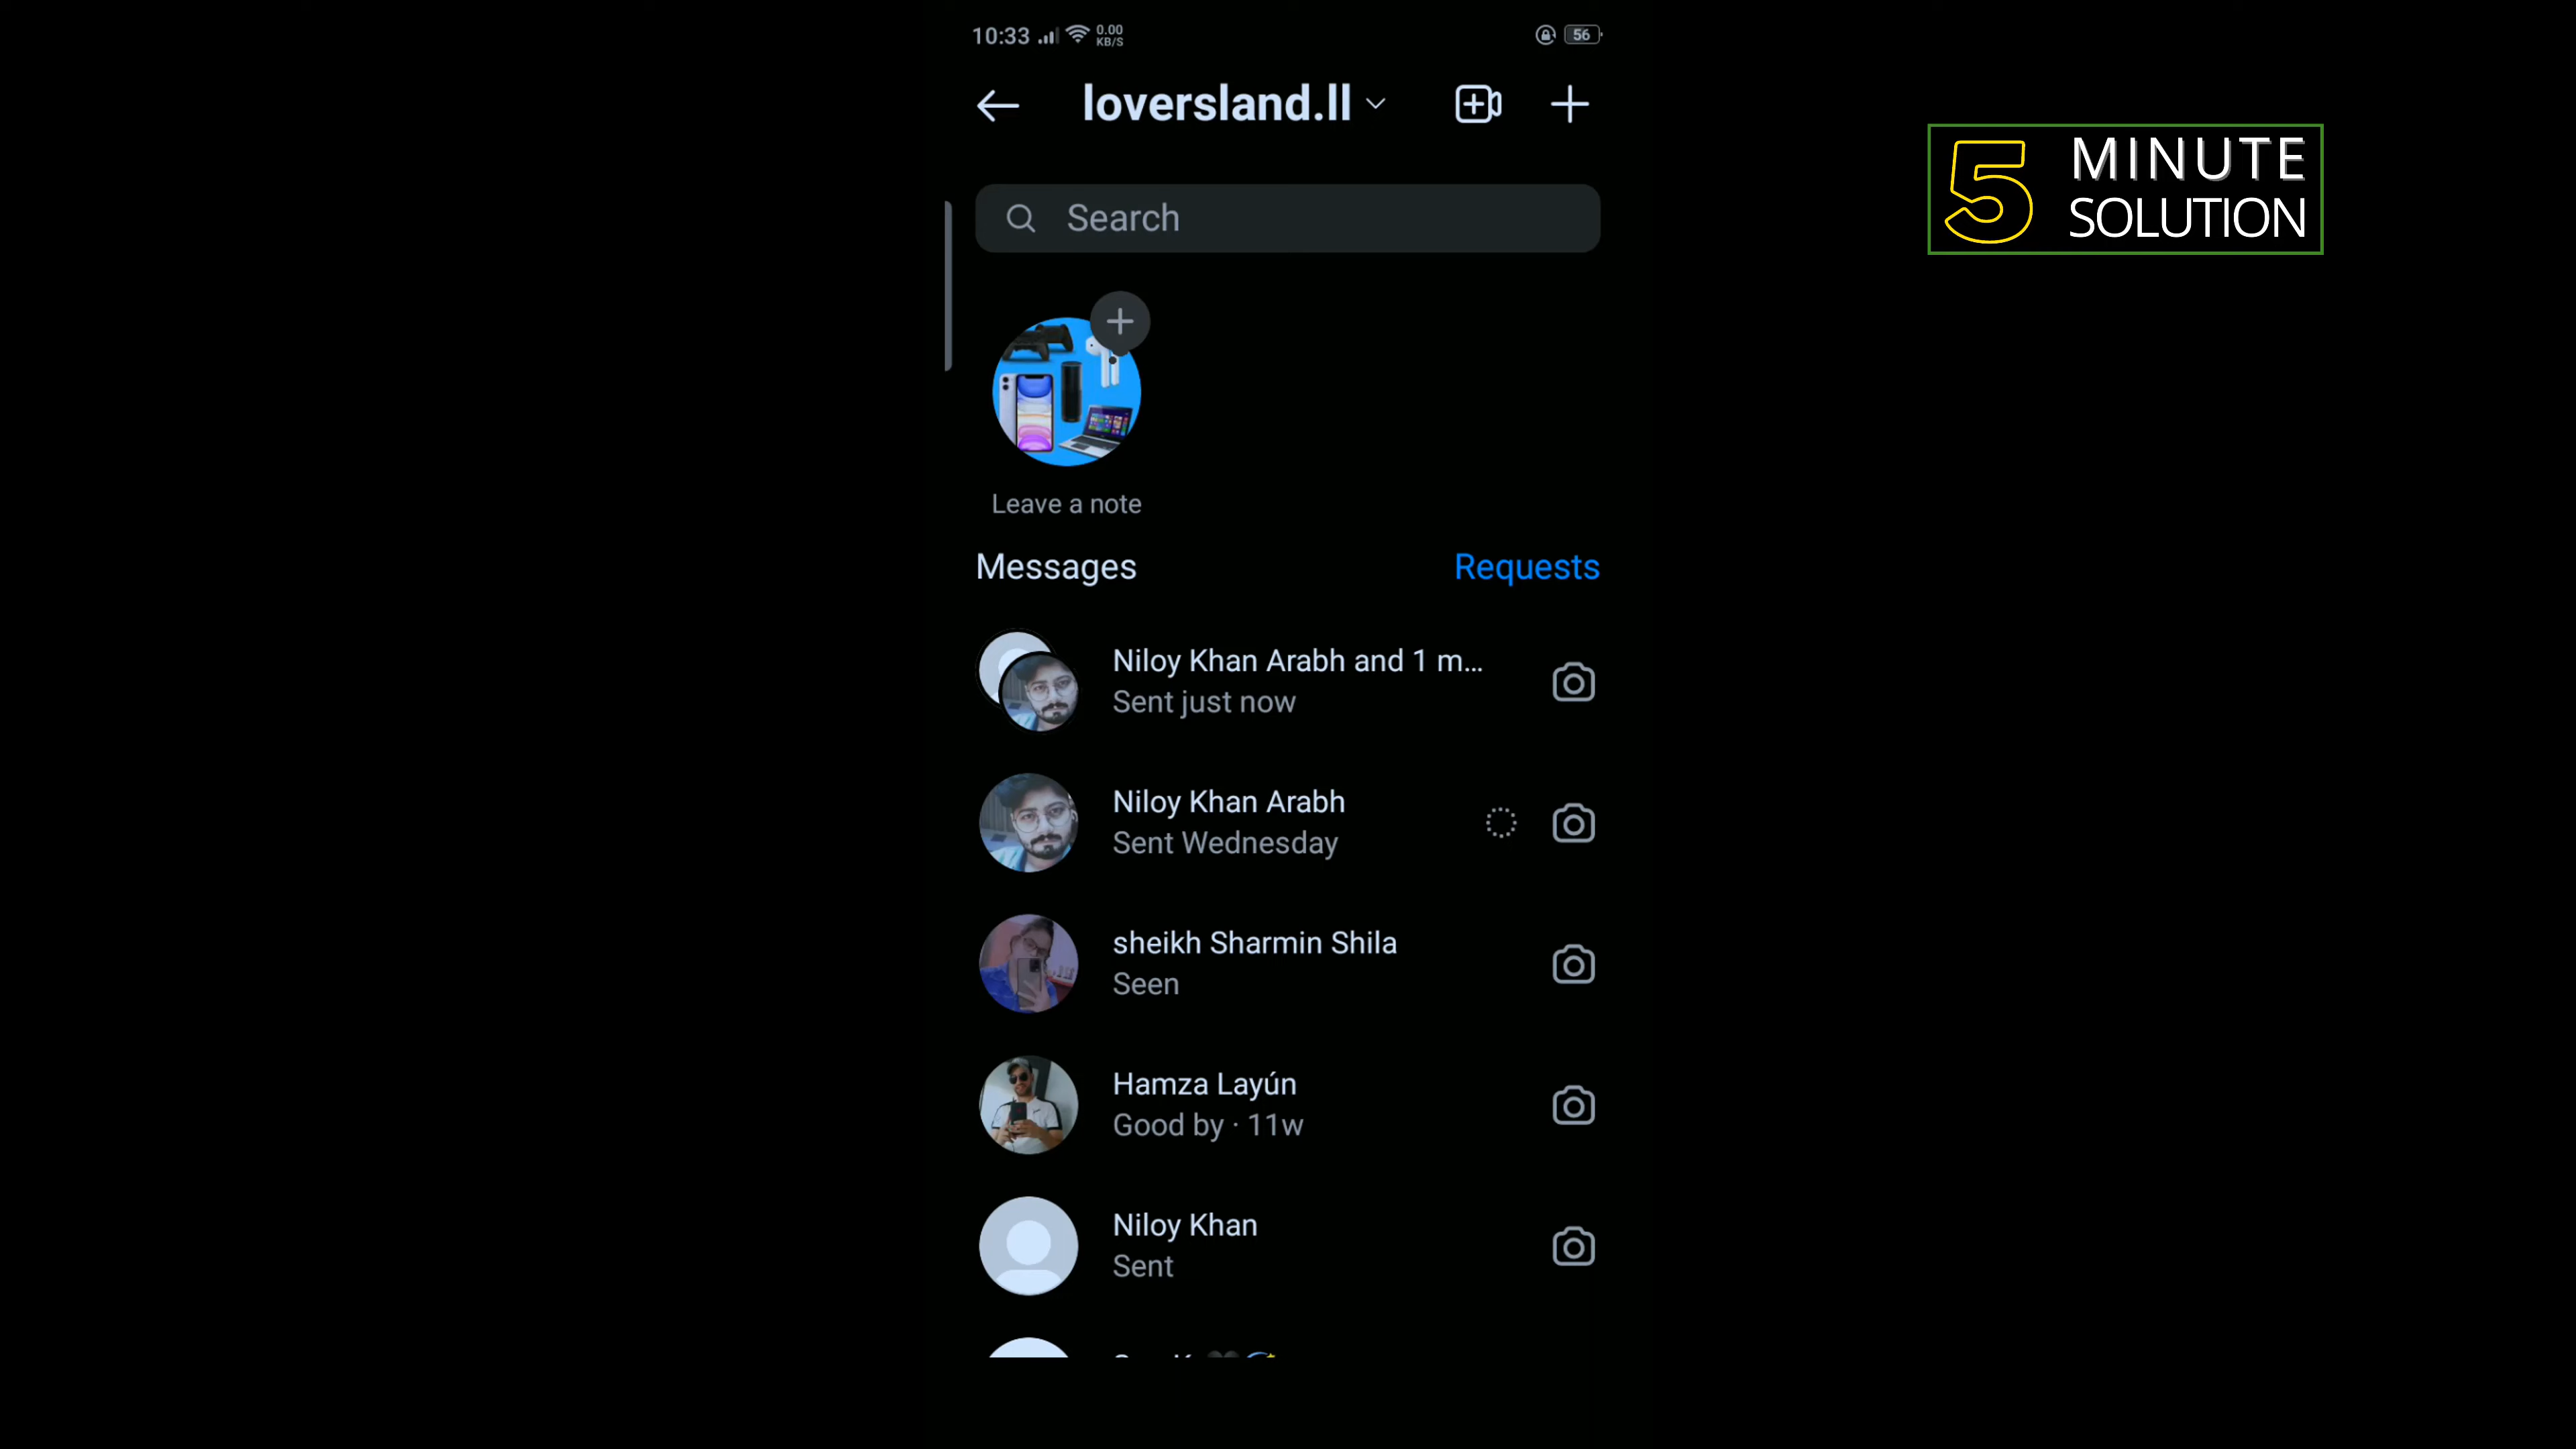 10:33 0.00 KB/S 56
loversland.ll
5 MINUTE
SOLUTION
Search
Leave a note
Messages Requests
Niloy Khan Arabh and 1 m...
Sent just now
Niloy Khan Arabh
Sent Wednesday
sheikh Sharmin Shila
Seen
Hamza Layún
Good by · 11w
Niloy Khan
Sent